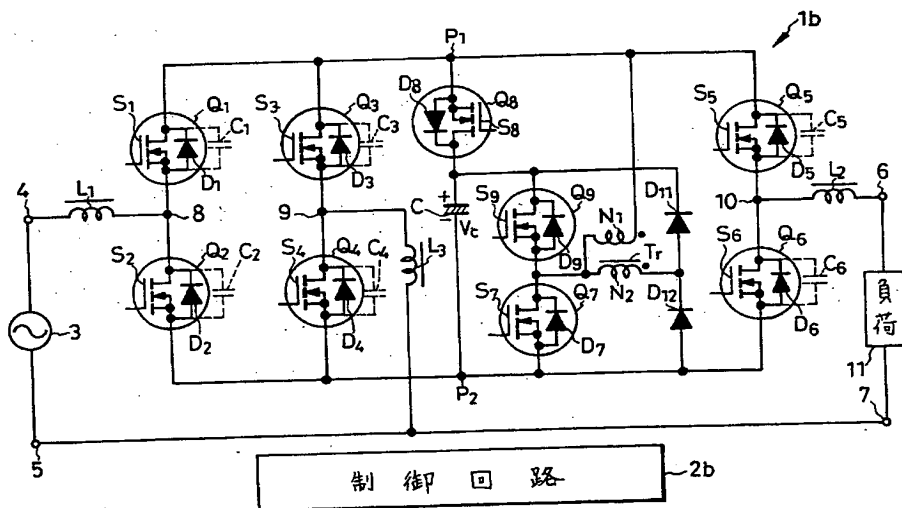 1b
P1
D8
Q8
S8
S1
Q1
C1
D1
S3
Q3
C3
D3
S5
Q5
C5
D5
4
L1
8
9
L3
C
+
-
Vc
S9
Q9
D9
N1
Tr
N2
D11
D12
10
L2
6
3
S2
Q2
C2
D2
S4
Q4
C4
D4
S7
Q7
D7
S6
Q6
C6
D6
負荷
11
P2
5
7
制御回路
2b